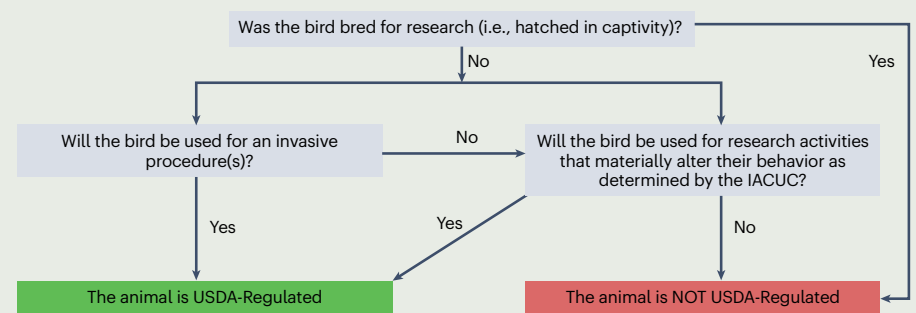 Was the bird bred for research (i.e., hatched in captivity)?
Yes
No
Will the bird be used for an invasive
procedure(s)?
No
Will the bird be used for research activities
that materially alter their behavior as
determined by the IACUC?
Yes
Yes
No
The animal is USDA-Regulated
The animal is NOT USDA-Regulated